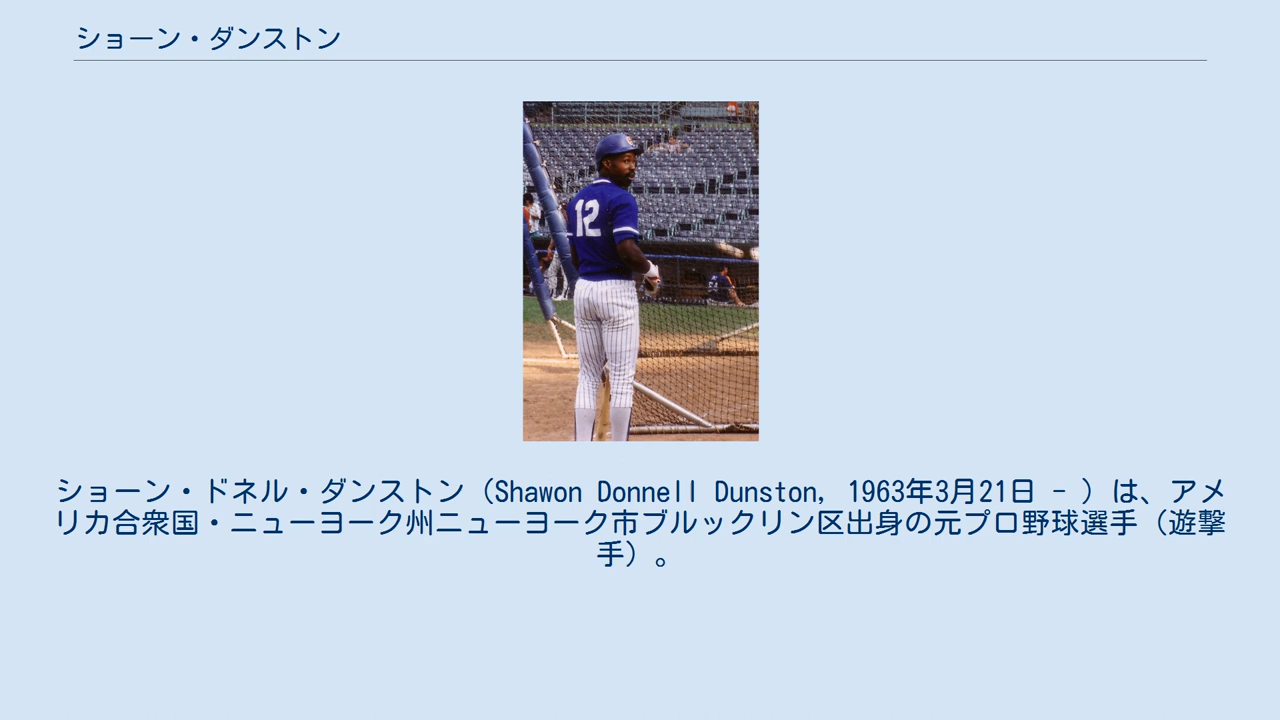 ショーン・ダンストン
12
ショーン・ドネル・ダンストン（Shawon Donnell Dunston, 1963年3月21日 - ）は、アメ
リカ合衆国・ニューヨーク州ニューヨーク市ブルックリン区出身の元プロ野球選手（遊撃
手）。